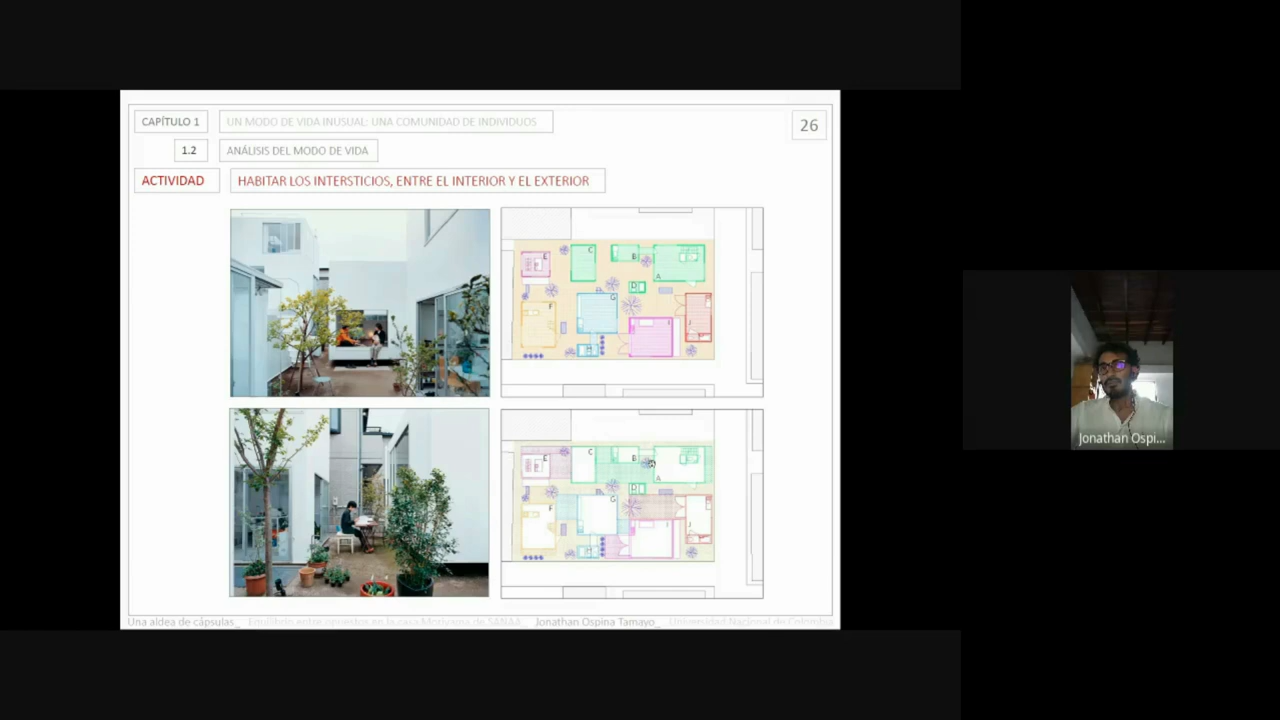 CAPÍTULO 1
UN MODO DE VIDA INUSUAL: UNA COMUNIDAD DE INDIVIDUOS
26
1.2
ANÁLISIS DEL MODO DE VIDA
ACTIVIDAD
HABITAR LOS INTERSTICIOS, ENTRE EL INTERIOR Y EL EXTERIOR
E
C
B
A
D
F
G
I
J
E
C
B
A
D
F
G
I
J
Una aldea de cápsulas_ Equilibrio entre opuestos en la casa Moriyama de SANAA_ Jonathan Ospina Tamayo_ Universidad Nacional de Colombia
Jonathan Ospi...